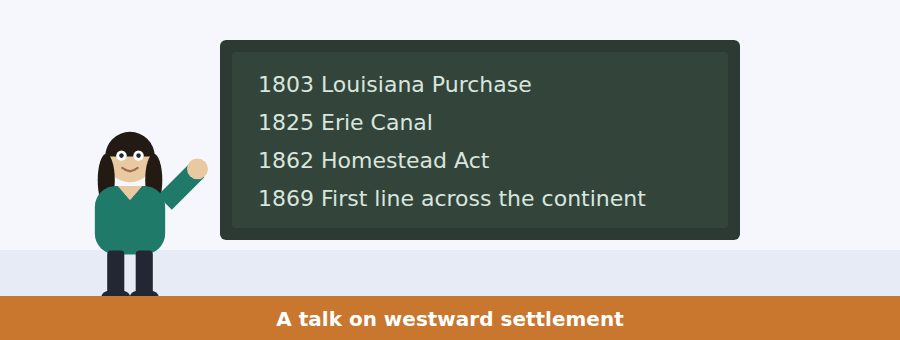 1803 Louisiana Purchase
1825 Erie Canal
1862 Homestead Act
1869 First line across the continent
A talk on westward settlement